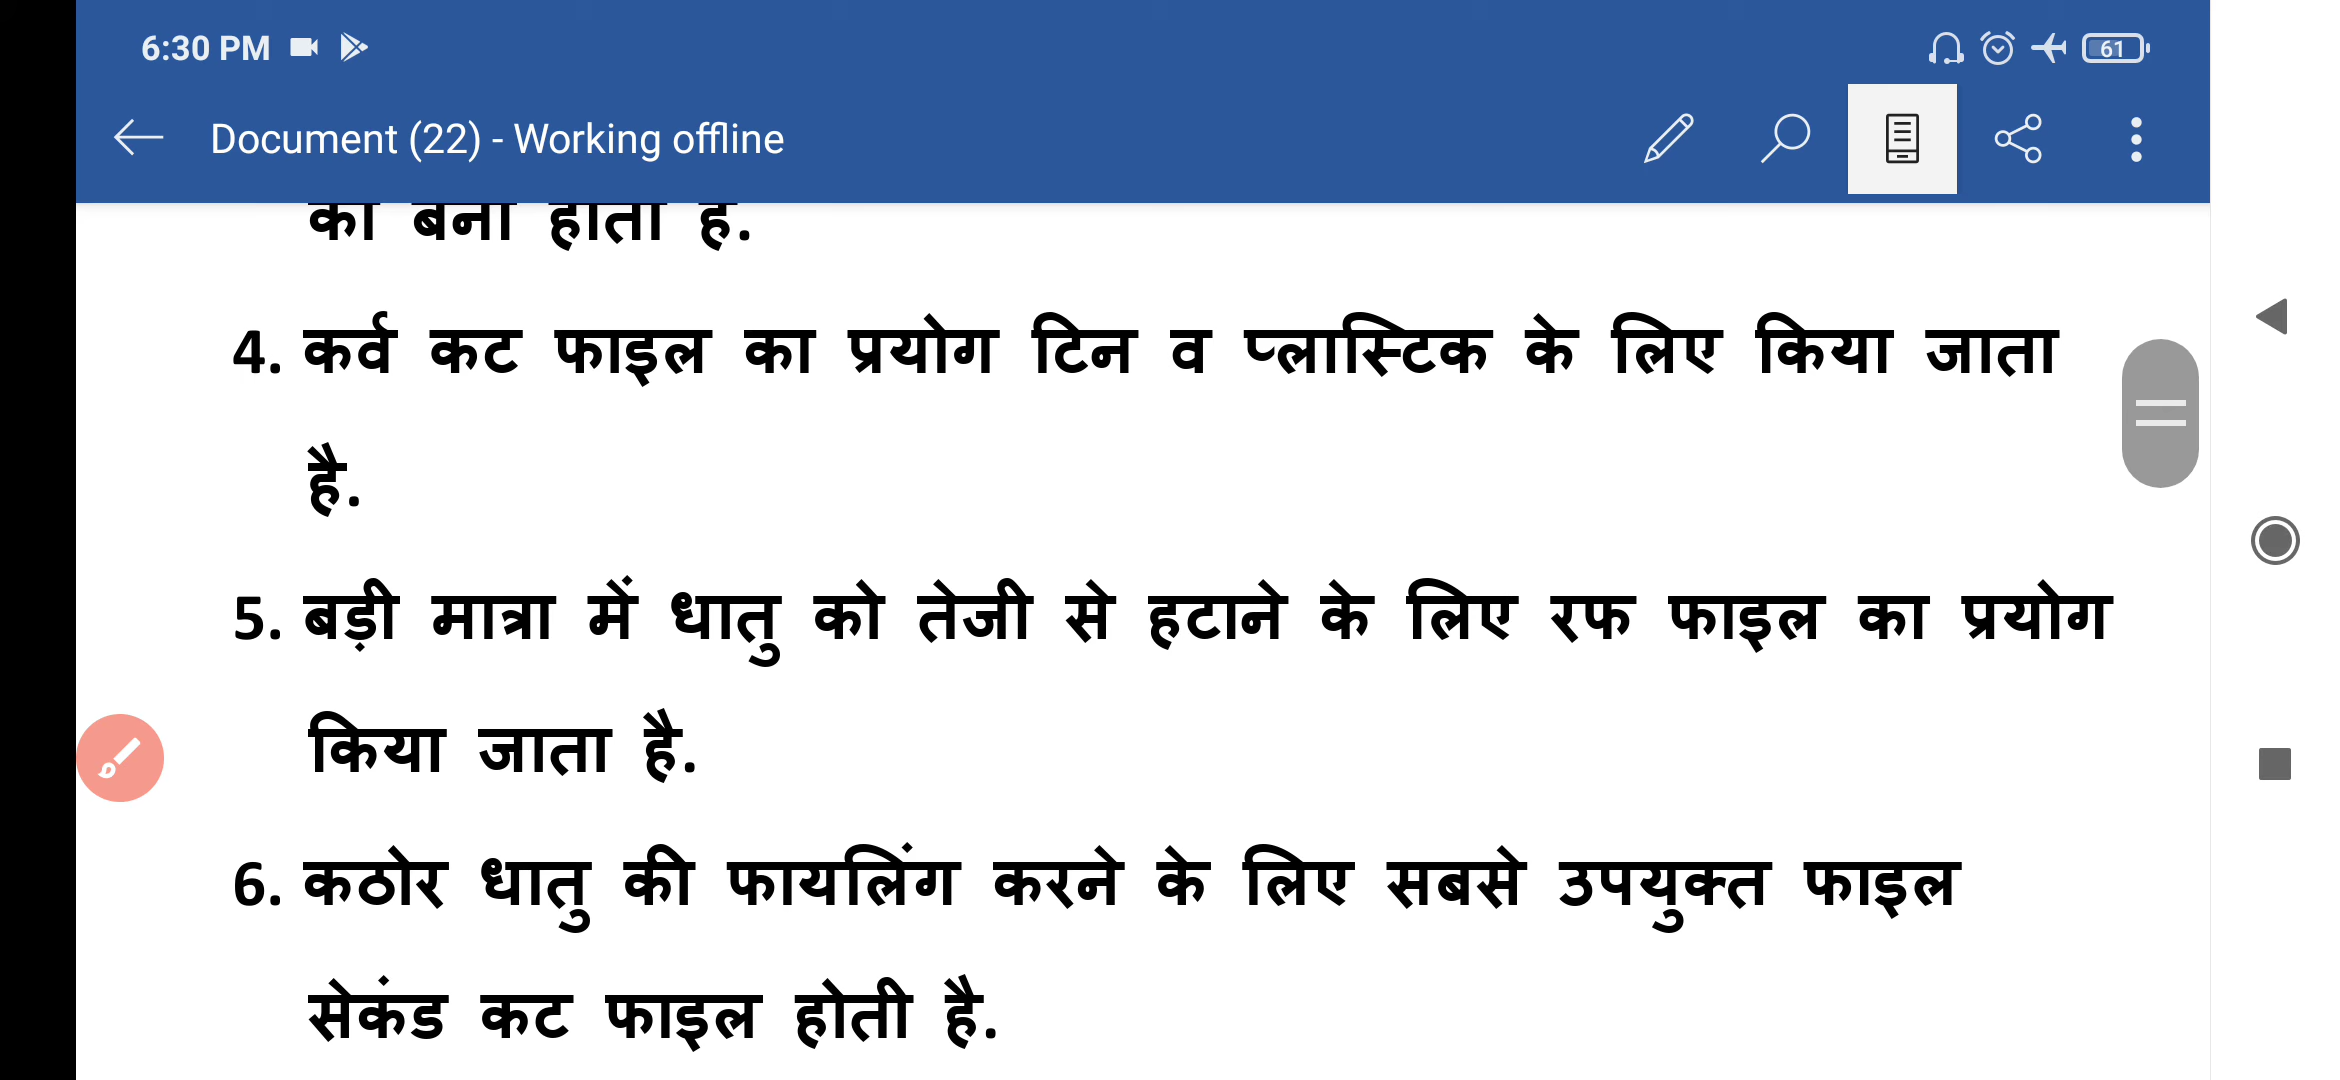 6:30 PM
61
Document (22) - Working offline
का बना होता है.
4. कर्व कट फाइल का प्रयोग टिन व प्लास्टिक के लिए किया जाता
है.
5. बड़ी मात्रा में धातु को तेजी से हटाने के लिए रफ फाइल का प्रयोग
किया जाता है.
6. कठोर धातु की फायलिंग करने के लिए सबसे उपयुक्त फाइल
सेकंड कट फाइल होती है.